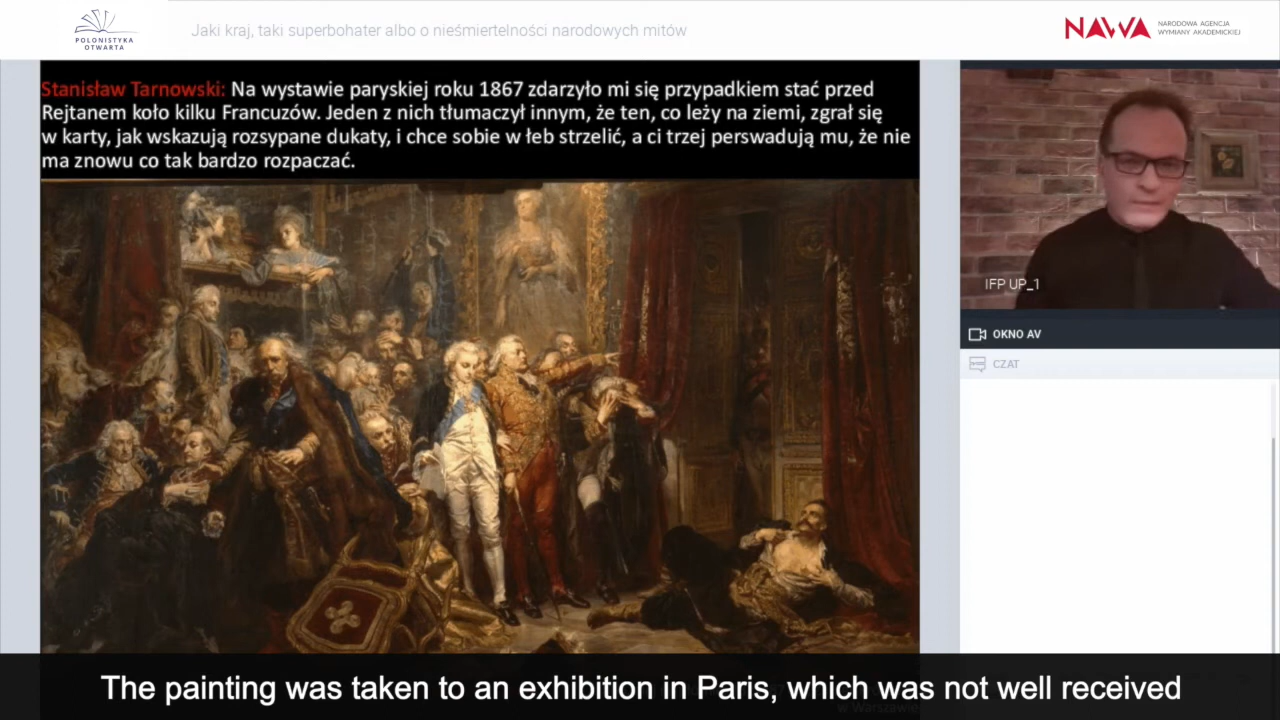 POLONISTYKA
OTWARTA
Jaki kraj, taki superbohater albo o nieśmiertelności narodowych mitów
NAWA
NARODOWA AGENCJA
WYMIANY AKADEMICKIEJ
Stanisław Tarnowski: Na wystawie paryskiej roku 1867 zdarzyło mi się przypadkiem stać przed
Rejtanem koło kilku Francuzów. Jeden z nich tłumaczył innym, że ten, co leży na ziemi, zgrał się
w karty, jak wskazują rozsypane dukaty, i chce sobie w łeb strzelić, a ci trzej perswadują mu, że nie
ma znowu co tak bardzo rozpaczać.
IFP UP_1
OKNO AV
CZAT
The painting was taken to an exhibition in Paris, which was not well received
w Warszawie